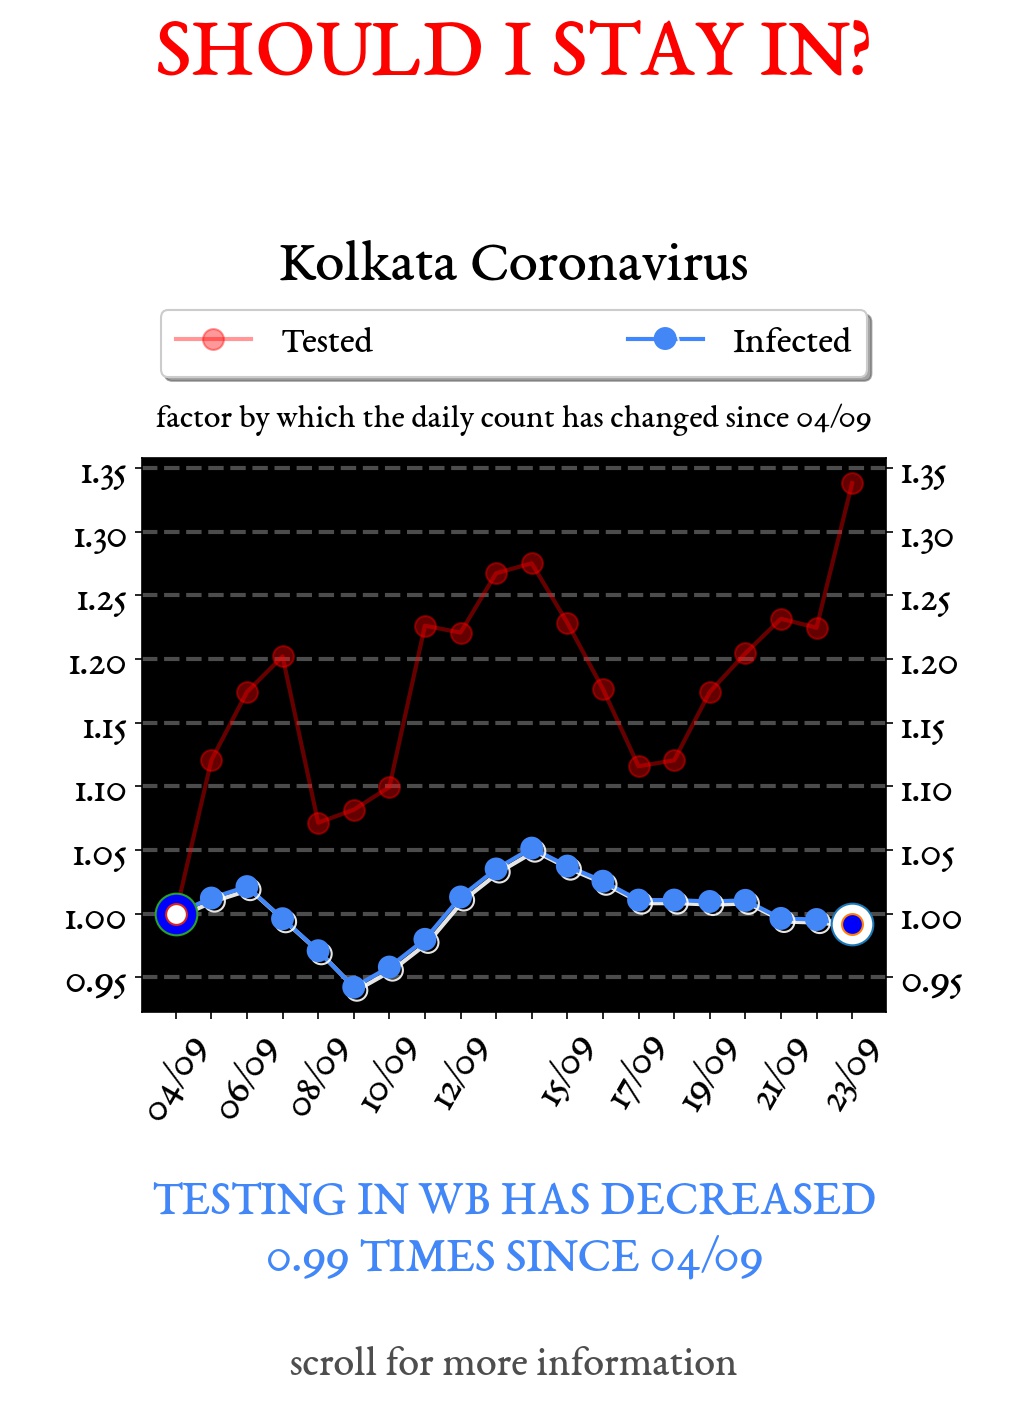 SHOULD I STAY IN?
Kolkata Coronavirus
Tested Infected
factor by which the daily count has changed since 04/09
1.35 1.35
1.30 1.30
1.25 1.25
1.20 1.20
1.15 1.15
1.10 1.10
1.05 1.05
1.00 1.00
0.95 0.95
04/09 06/09 08/09 10/09 12/09 15/09 17/09 19/09 21/09 23/09
TESTING IN WB HAS DECREASED
0.99 TIMES SINCE 04/09
scroll for more information